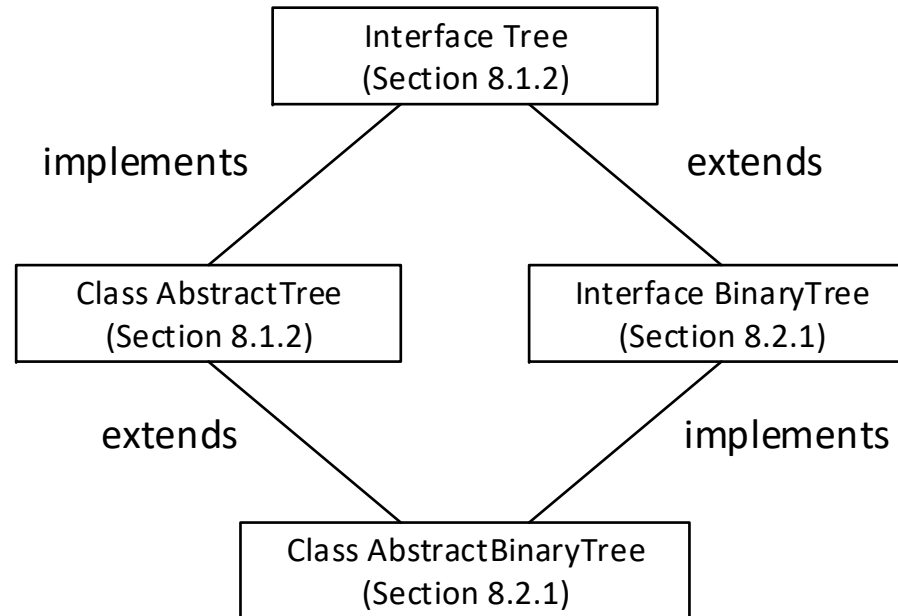 Interface Tree
(Section 8.1.2)
implements
extends
Class AbstractTree
(Section 8.1.2)
Interface BinaryTree
(Section 8.2.1)
extends
implements
Class AbstractBinaryTree
(Section 8.2.1)